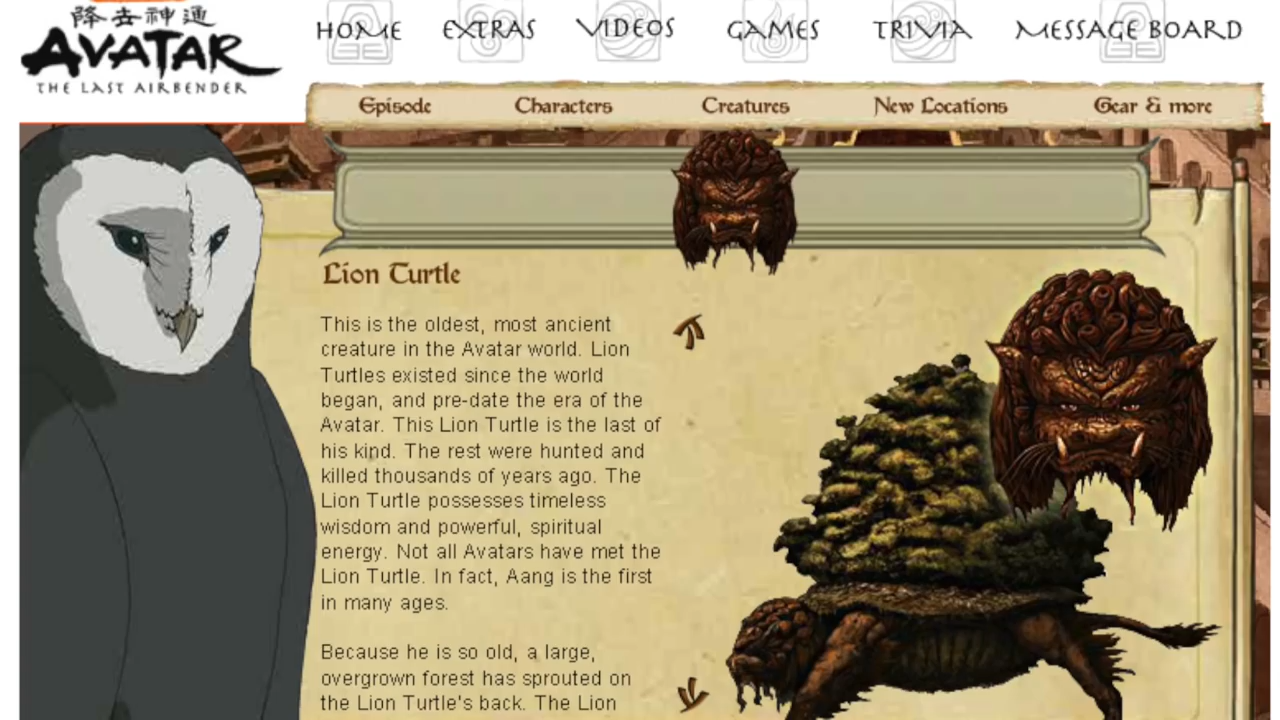 降去神通
AVATAR
THE LAST AIRBENDER
HOME EXTRAS VIDEOS GAMES TRIVIA MESSAGE BOARD
Episode Characters Creatures New Locations Gear & more
Lion Turtle
This is the oldest, most ancient
creature in the Avatar world. Lion
Turtles existed since the world
began, and pre-date the era of the
Avatar. This Lion Turtle is the last of
his kind. The rest were hunted and
killed thousands of years ago. The
Lion Turtle possesses timeless
wisdom and powerful, spiritual
energy. Not all Avatars have met the
Lion Turtle. In fact, Aang is the first
in many ages.
Because he is so old, a large,
overgrown forest has sprouted on
the Lion Turtle's back. The Lion